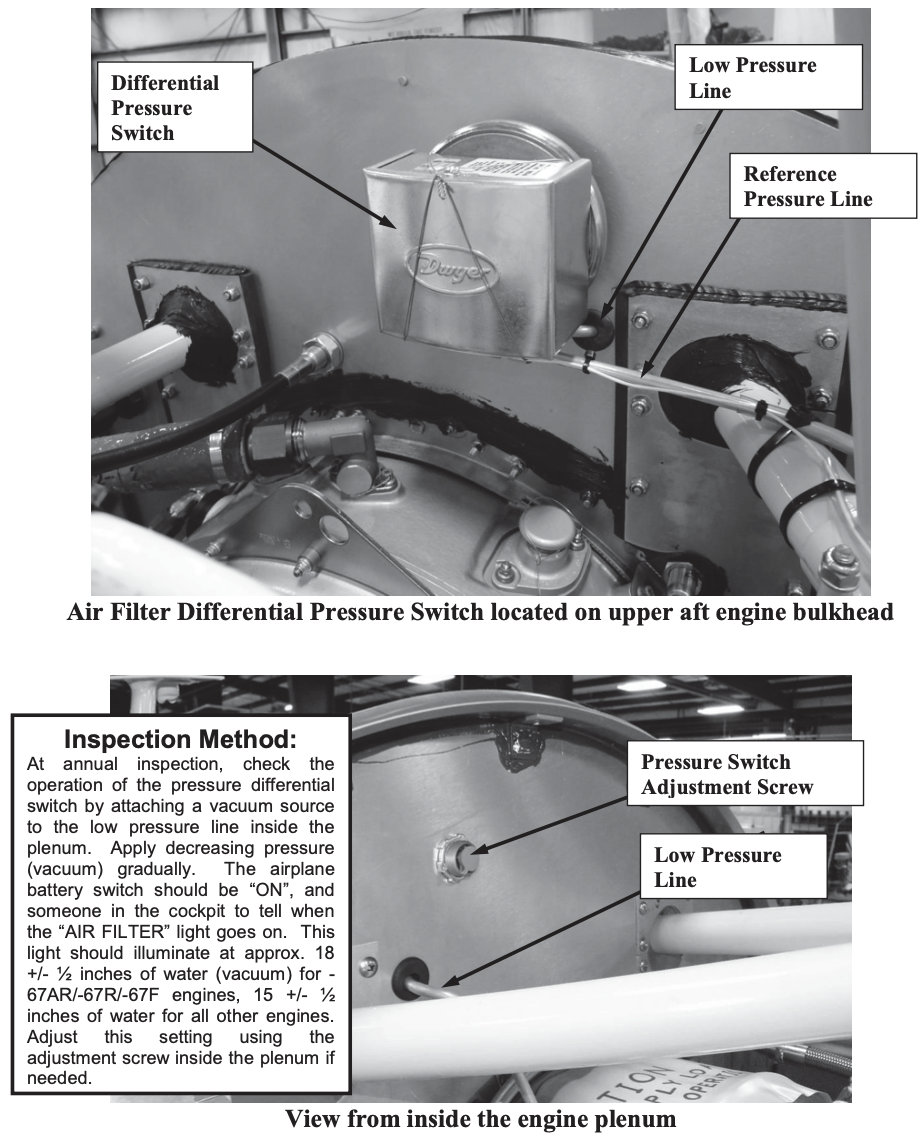 Differential
Pressure
Switch
Low Pressure
Line
Reference
Pressure Line
Dwyer
Air Filter Differential Pressure Switch located on upper aft engine bulkhead
Inspection Method:
At annual inspection, check the
operation of the pressure differential
switch by attaching a vacuum source
to the low pressure line inside the
plenum. Apply decreasing pressure
(vacuum) gradually. The airplane
battery switch should be “ON”, and
someone in the cockpit to tell when
the “AIR FILTER” light goes on. This
light should illuminate at approx. 18
+/- ½ inches of water (vacuum) for -
67AR/-67R/-67F engines, 15 +/- ½
inches of water for all other engines.
Adjust this setting using the
adjustment screw inside the plenum if
needed.
Pressure Switch
Adjustment Screw
Low Pressure
Line
View from inside the engine plenum